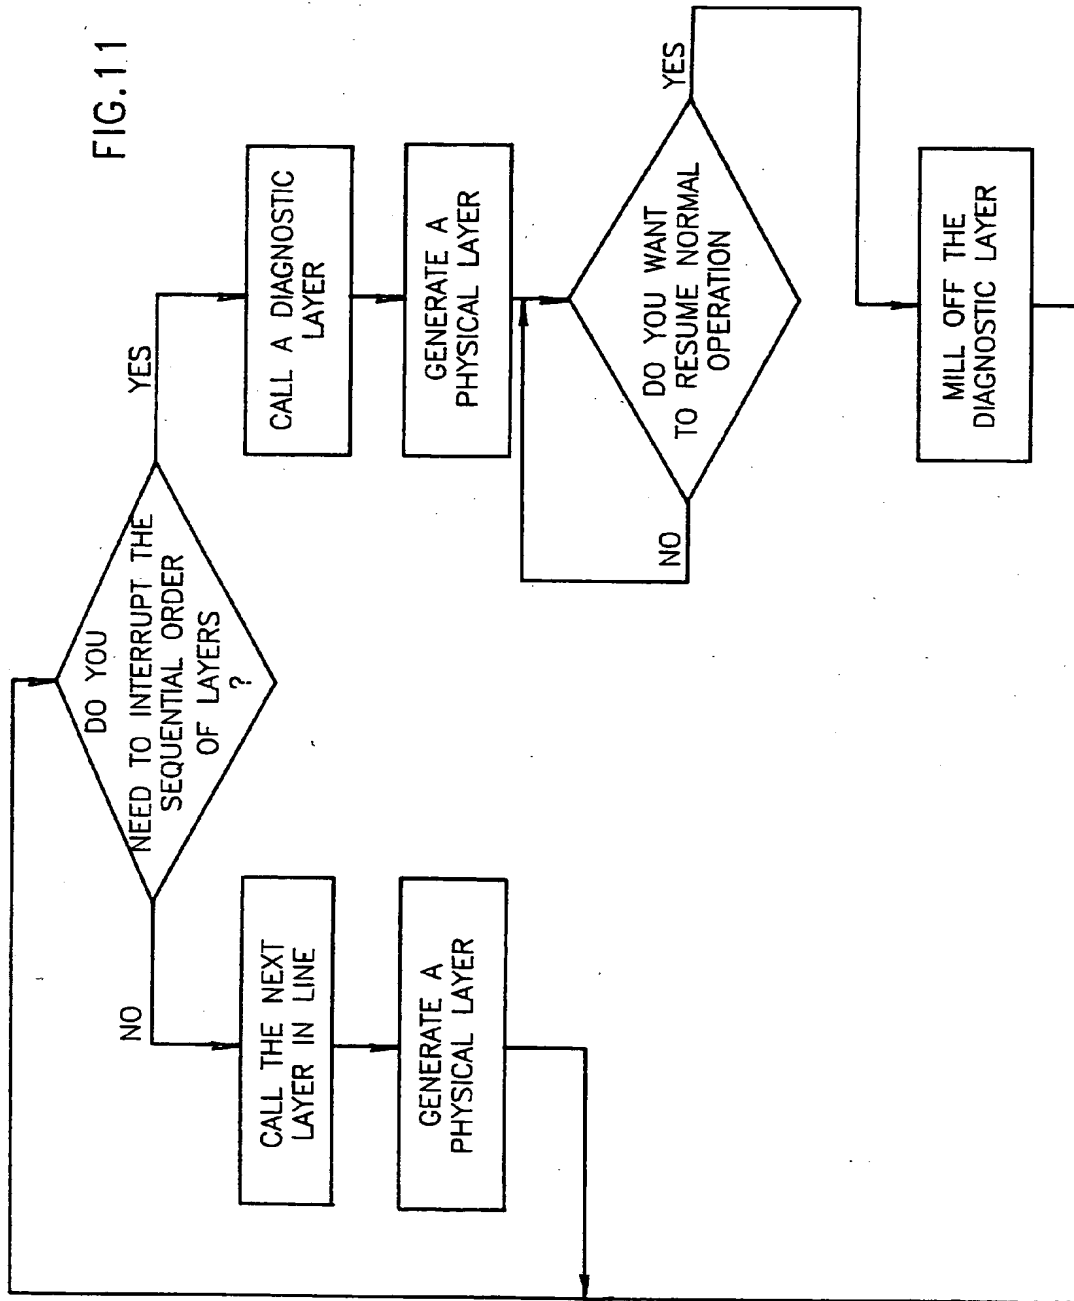 FIG.11
DO YOU
NEED TO INTERRUPT THE
SEQUENTIAL ORDER
OF LAYERS
?
NO
YES
CALL THE NEXT
LAYER IN LINE
GENERATE A
PHYSICAL LAYER
CALL A DIAGNOSTIC
LAYER
GENERATE A
PHYSICAL LAYER
DO YOU WANT
TO RESUME NORMAL
OPERATION
NO
YES
MILL OFF THE
DIAGNOSTIC LAYER